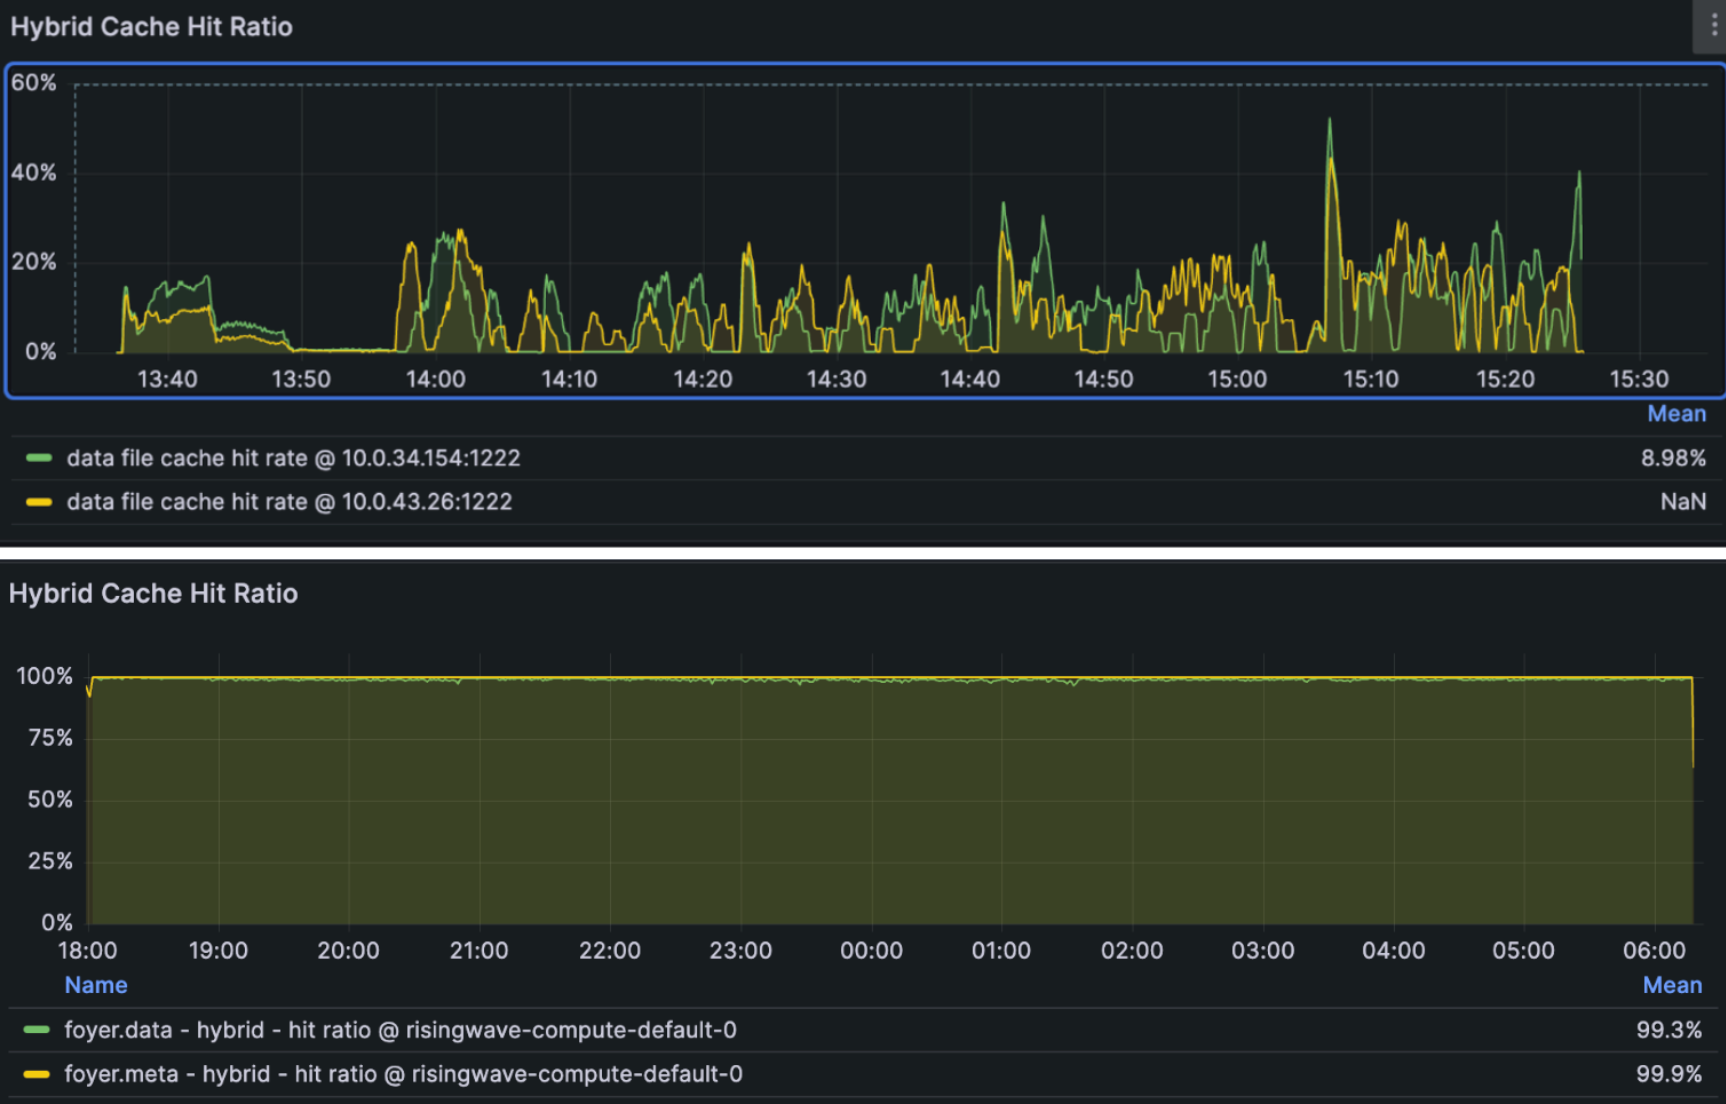 Hybrid Cache Hit Ratio
60%
40%
20%
0%
13:40 13:50 14:00 14:10 14:20 14:30 14:40 14:50 15:00 15:10 15:20 15:30
Mean
data file cache hit rate @ 10.0.34.154:1222 8.98%
data file cache hit rate @ 10.0.43.26:1222 NaN
Hybrid Cache Hit Ratio
100%
75%
50%
25%
0%
18:00 19:00 20:00 21:00 22:00 23:00 00:00 01:00 02:00 03:00 04:00 05:00 06:00
Name Mean
foyer.data - hybrid - hit ratio @ risingwave-compute-default-0 99.3%
foyer.meta - hybrid - hit ratio @ risingwave-compute-default-0 99.9%